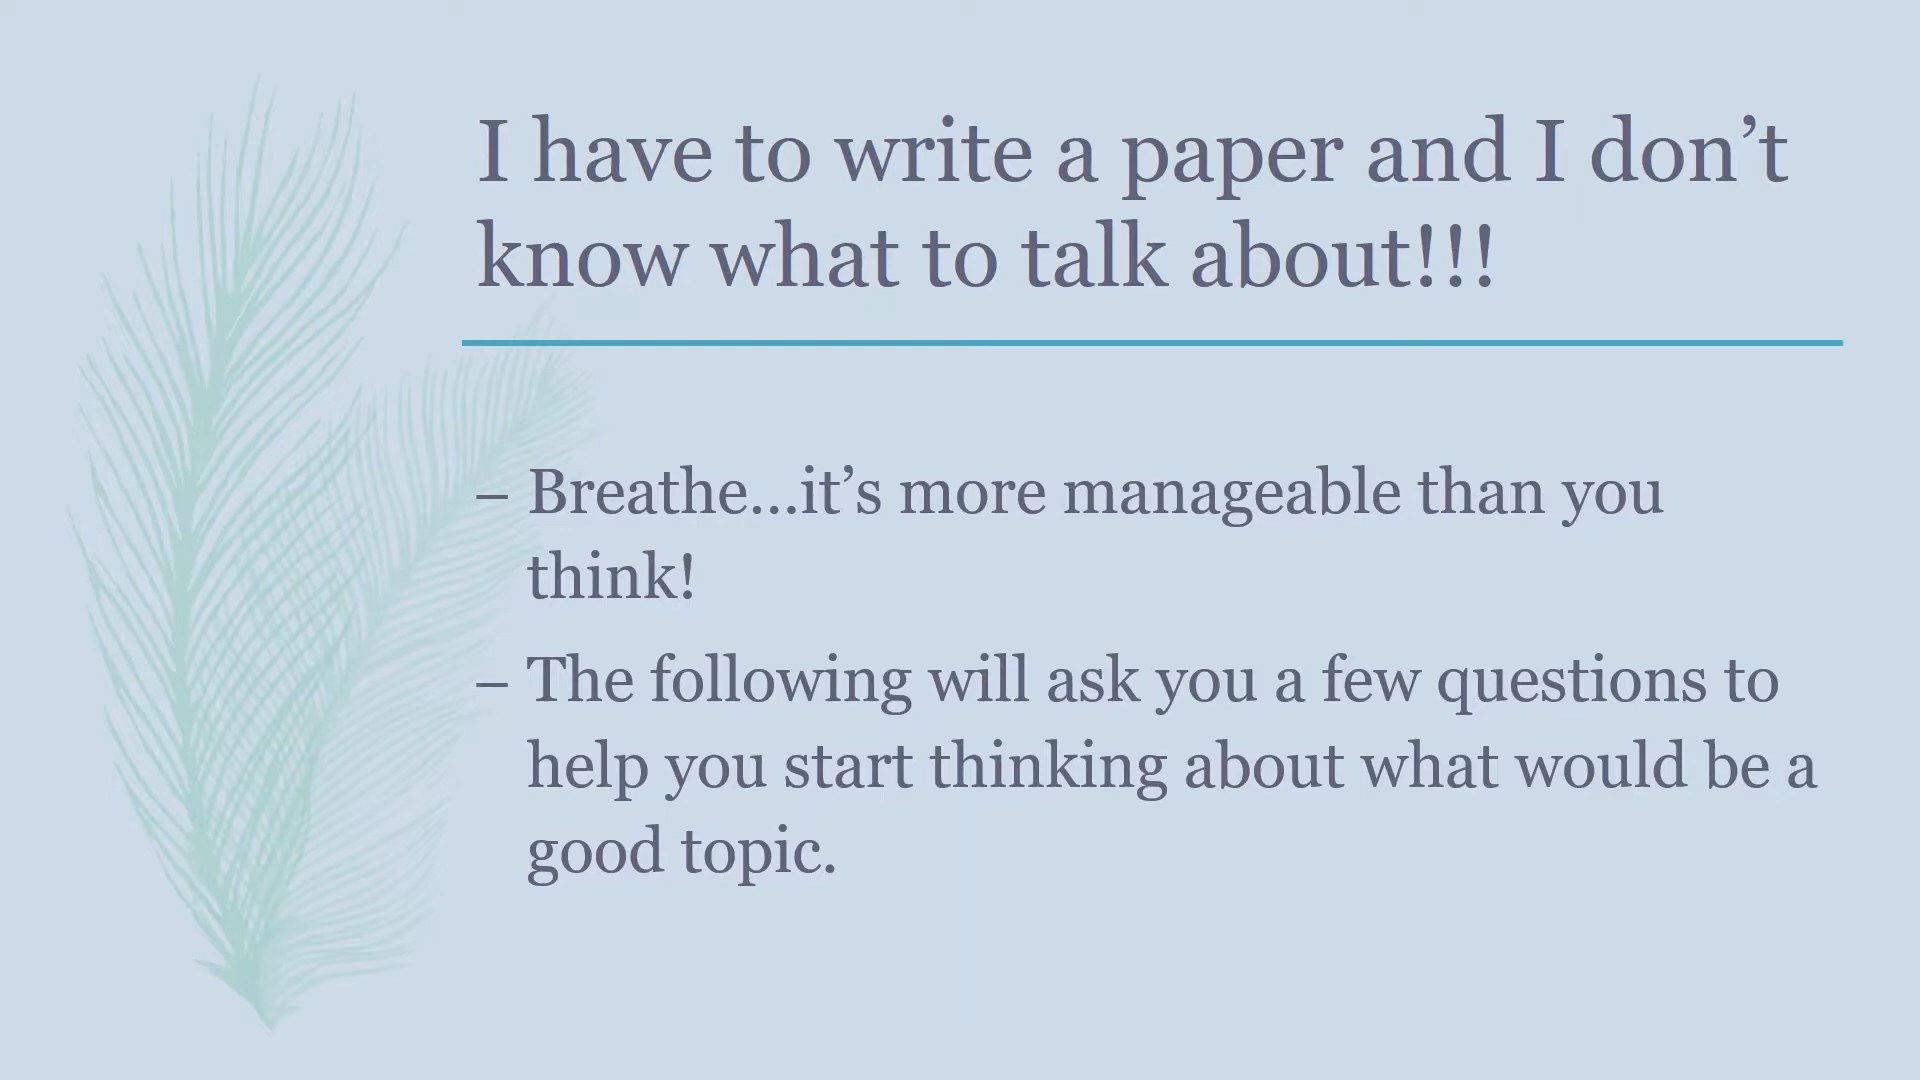 I have to write a paper and I don’t
know what to talk about!!!
– Breathe…it’s more manageable than you
think!
– The following will ask you a few questions to
help you start thinking about what would be a
good topic.